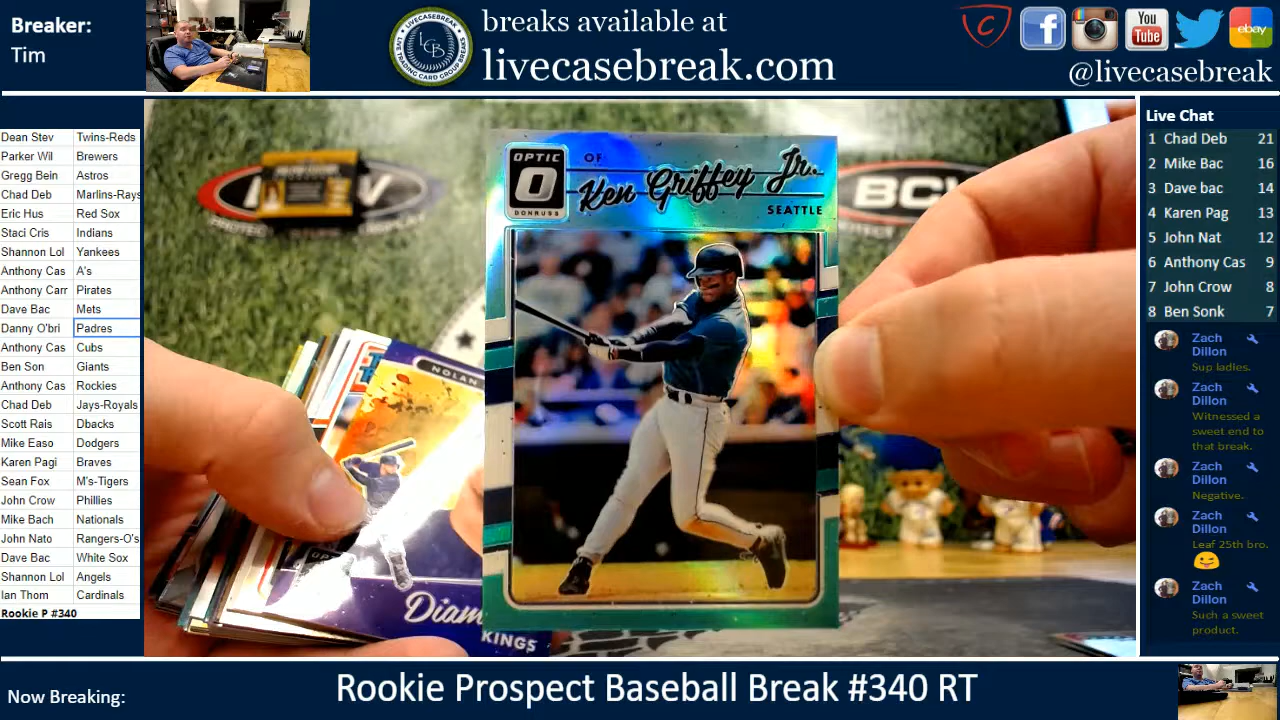 Breaker:
Tim
breaks available at
livecasebreak.com
You
Tube
ebay
@livecasebreak
Dean Stev Twins-Reds
Parker Wil Brewers
Gregg Bein Astros
Chad Deb Marlins-Rays
Eric Hus Red Sox
Staci Cris Indians
Shannon Lol Yankees
Anthony Cas A's
Anthony Carr Pirates
Dave Bac Mets
Danny O'bri Padres
Anthony Cas Cubs
Ben Son Giants
Anthony Cas Rockies
Chad Deb Jays-Royals
Scott Rais Dbacks
Mike Easo Dodgers
Karen Pagi Braves
Sean Fox M's-Tigers
John Crow Phillies
Mike Bach Nationals
John Nato Rangers-O's
Dave Bac White Sox
Shannon Lol Angels
Ian Thom Cardinals
Rookie P #340
OPTIC
DONRUSS
OF
Ken Griffey Jr.
SEATTLE
BCW
NOLAN
Diam
KINGS
Live Chat
1 Chad Deb 21
2 Mike Bac 16
3 Dave bac 14
4 Karen Pag 13
5 John Nat 12
6 Anthony Cas 9
7 John Crow 8
8 Ben Sonk 7
Zach
Dillon
Sup ladies.
Zach
Dillon
Witnessed a
sweet end to
that break.
Zach
Dillon
Negative.
Zach
Dillon
Leaf 25th bro.
Zach
Dillon
Such a sweet
product.
Now Breaking:
Rookie Prospect Baseball Break #340 RT